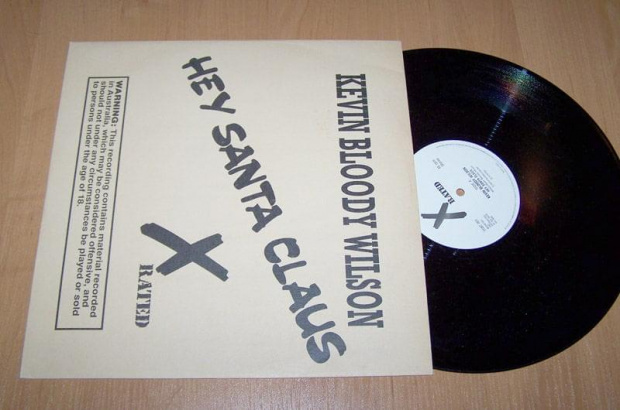 KEVIN BLOODY WILSON
HEY SANTA CLAUS
X
RATED
WARNING: This recording contains material recorded
in Australia, which may be considered offensive, and
should not under any circumstances be played or sold
to persons under the age of 18.
X
RATED